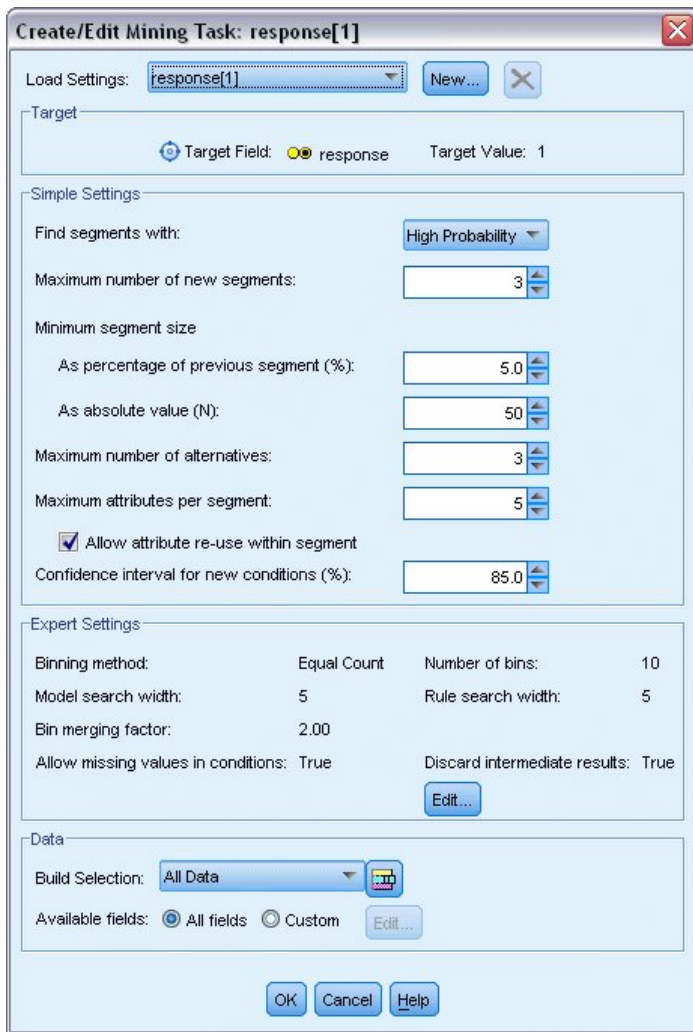 Create/Edit Mining Task: response[1]
Load Settings: response[1] New...
Target
Target Field: response Target Value: 1
Simple Settings
Find segments with: High Probability
Maximum number of new segments: 3
Minimum segment size
As percentage of previous segment (%): 5.0
As absolute value (N): 50
Maximum number of alternatives: 3
Maximum attributes per segment: 5
Allow attribute re-use within segment
Confidence interval for new conditions (%): 85.0
Expert Settings
Binning method: Equal Count Number of bins: 10
Model search width: 5 Rule search width: 5
Bin merging factor: 2.00
Allow missing values in conditions: True Discard intermediate results: True
Edit...
Data
Build Selection: All Data
Available fields: All fields Custom Edit...
OK Cancel Help